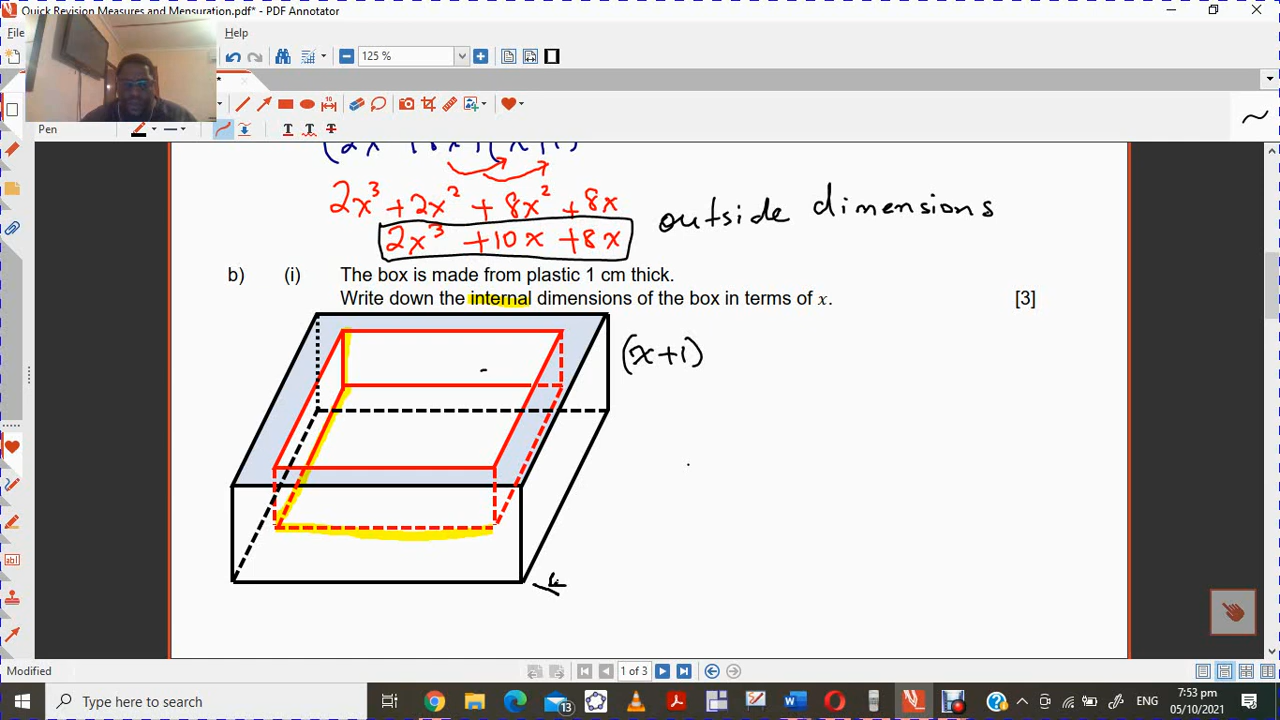 Quick Revision Measures and Mensuration.pdf* - PDF Annotator
Help
125 %
Pen
2x³ +2x² + 8x² +8x
outside dimensions
2x³ +10x +8x
b) (i) The box is made from plastic 1 cm thick.
Write down the internal dimensions of the box in terms of x. [3]
(x+1)
Modified
1 of 3
Type here to search
13
ENG
7:53 pm
05/10/2021